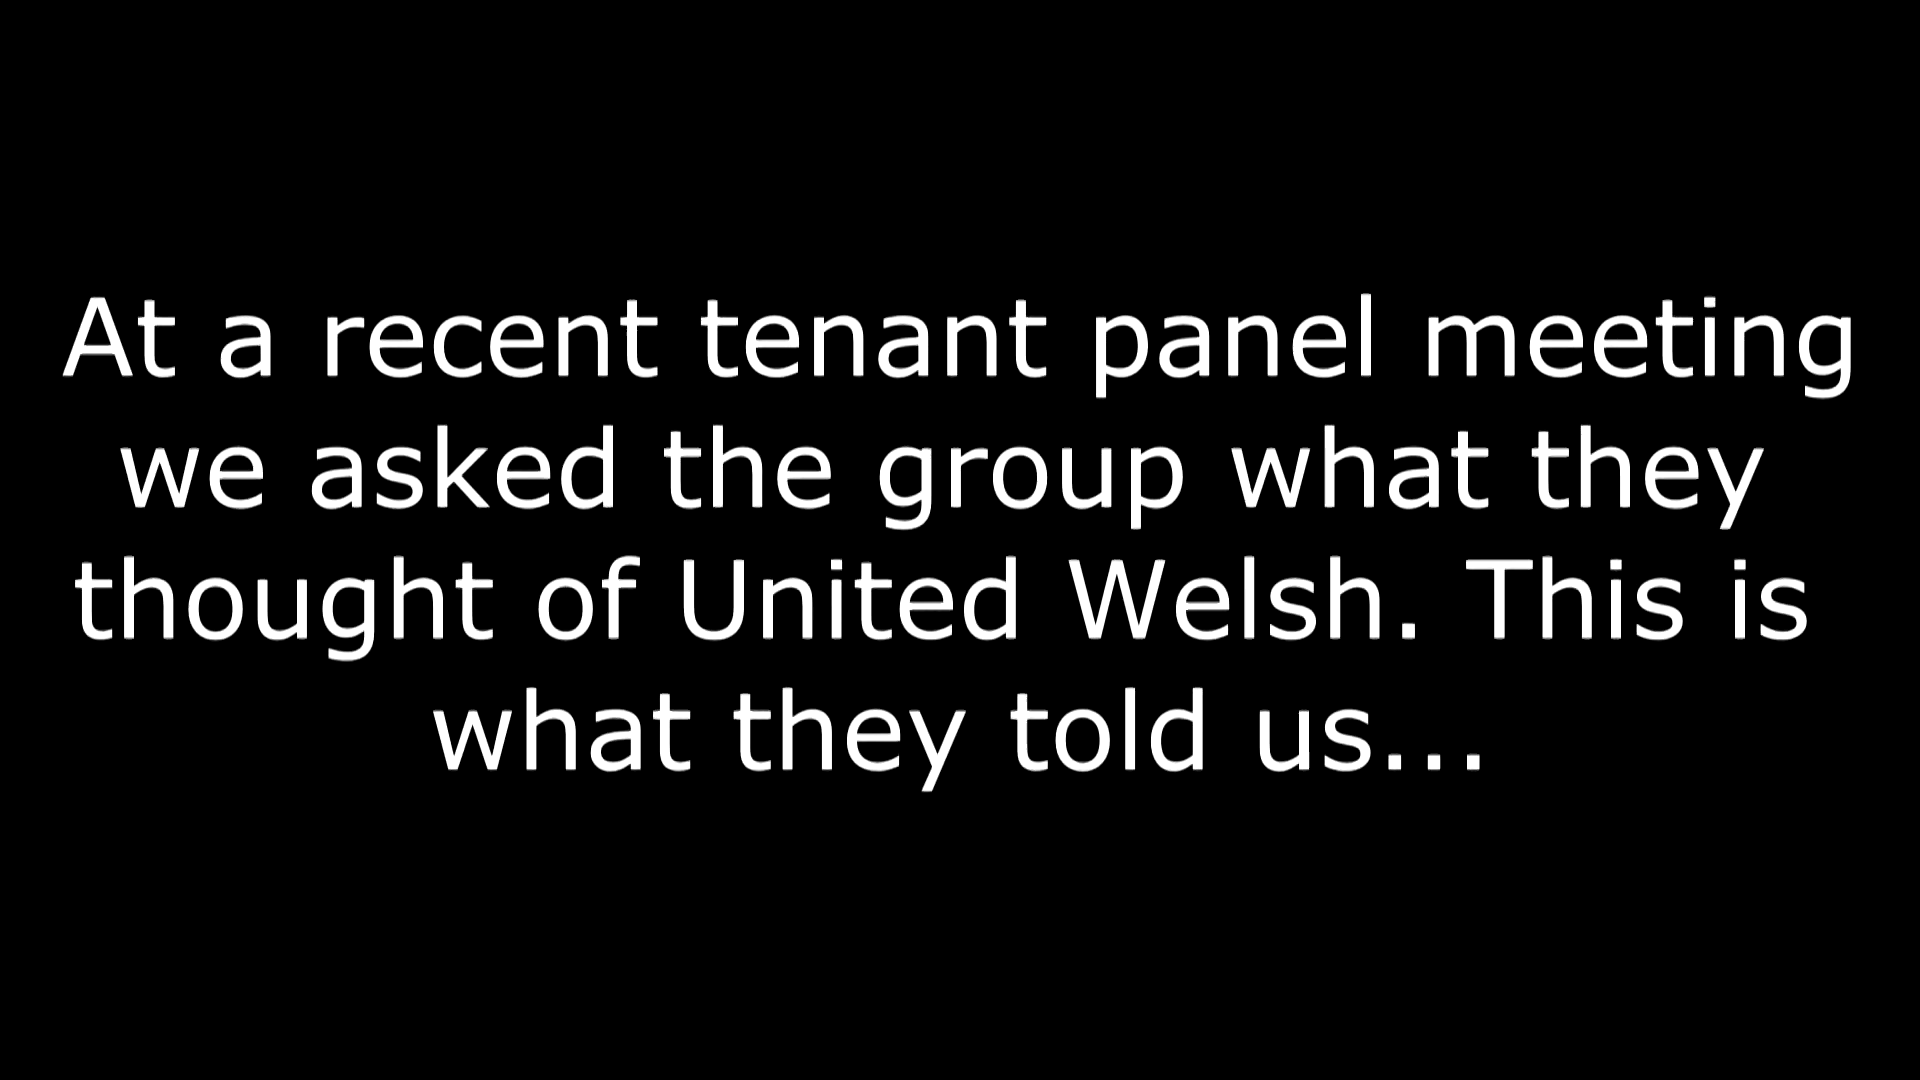 At a recent tenant panel meeting
we asked the group what they
thought of United Welsh. This is
what they told us...